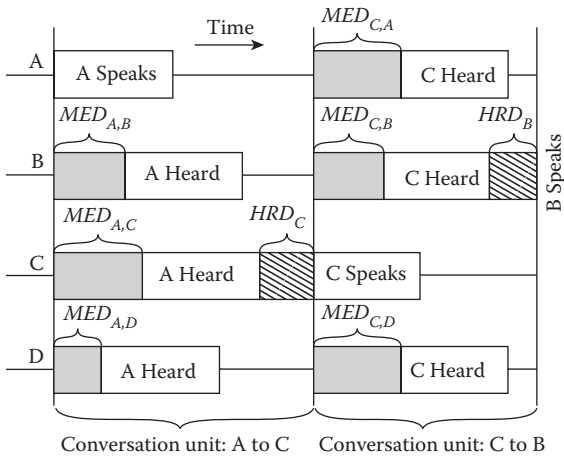 Time
MED_{C,A}
A
A Speaks
C Heard
MED_{A,B}
MED_{C,B}
HRD_B
B
A Heard
C Heard
B Speaks
MED_{A,C}
HRD_C
C
A Heard
C Speaks
MED_{A,D}
MED_{C,D}
D
A Heard
C Heard
Conversation unit: A to C
Conversation unit: C to B